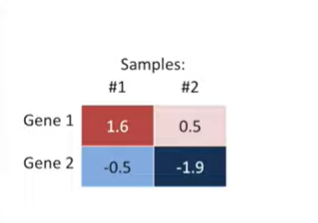 Samples:
#1 #2
Gene 1 1.6 0.5
Gene 2 -0.5 -1.9